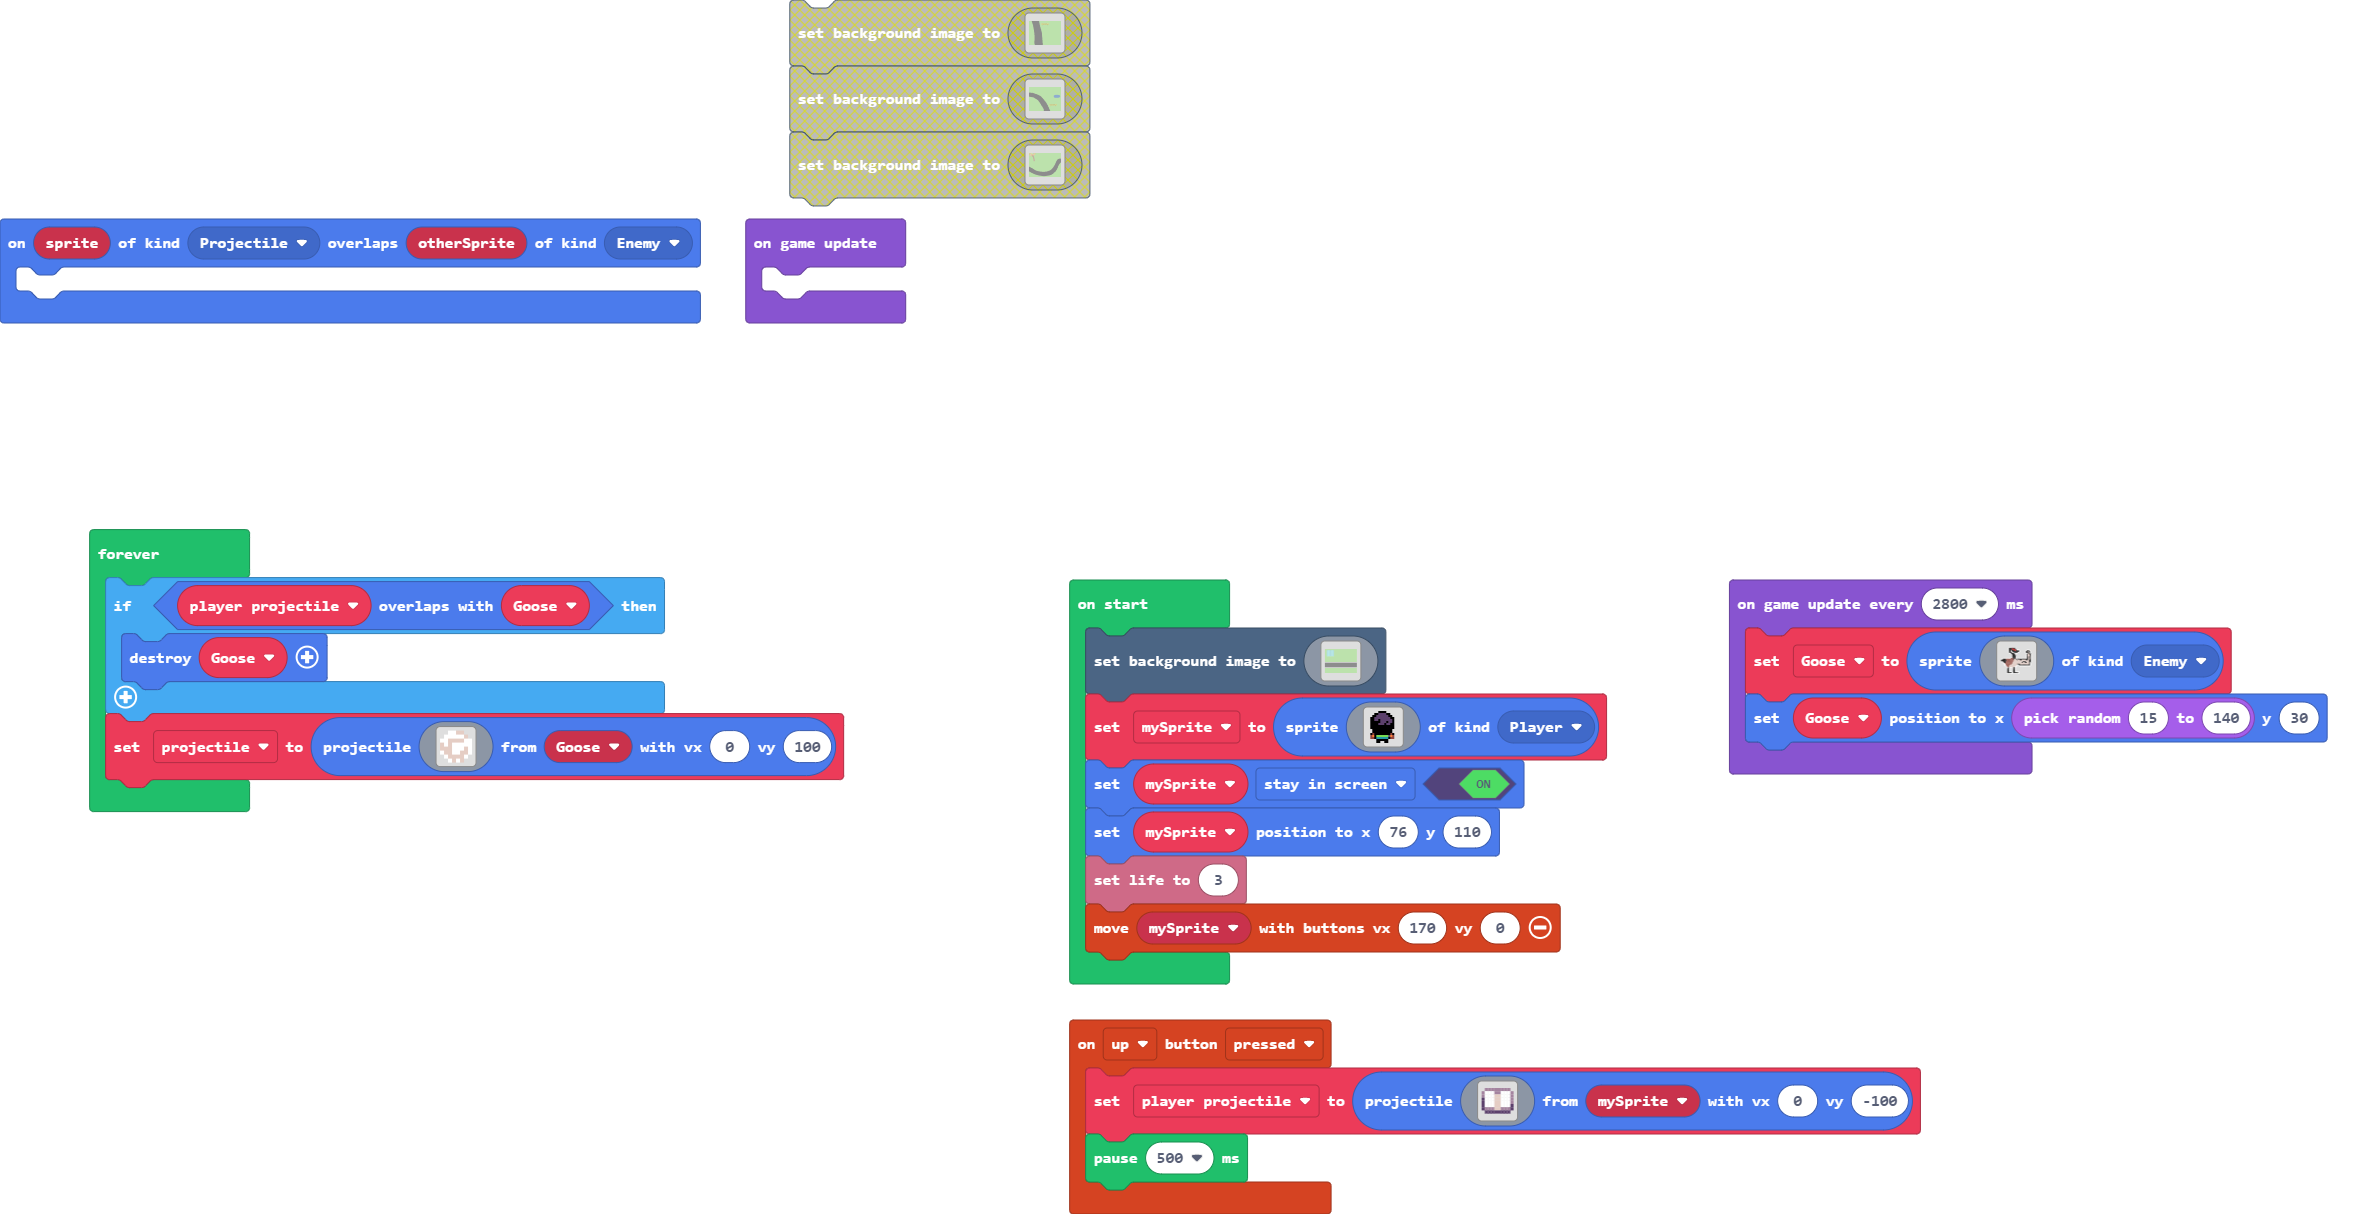 set background image to
set background image to
set background image to
on sprite of kind Projectile overlaps otherSprite of kind Enemy
on game update
forever
if player projectile overlaps with Goose then
destroy Goose
set projectile to projectile from Goose with vx 0 vy 100
on start
set background image to
set mySprite to sprite of kind Player
set mySprite stay in screen ON
set mySprite position to x 76 y 110
set life to 3
move mySprite with buttons vx 170 vy 0
on game update every 2800 ms
set Goose to sprite of kind Enemy
set Goose position to x pick random 15 to 140 y 30
on up button pressed
set player projectile to projectile from mySprite with vx 0 vy -100
pause 500 ms